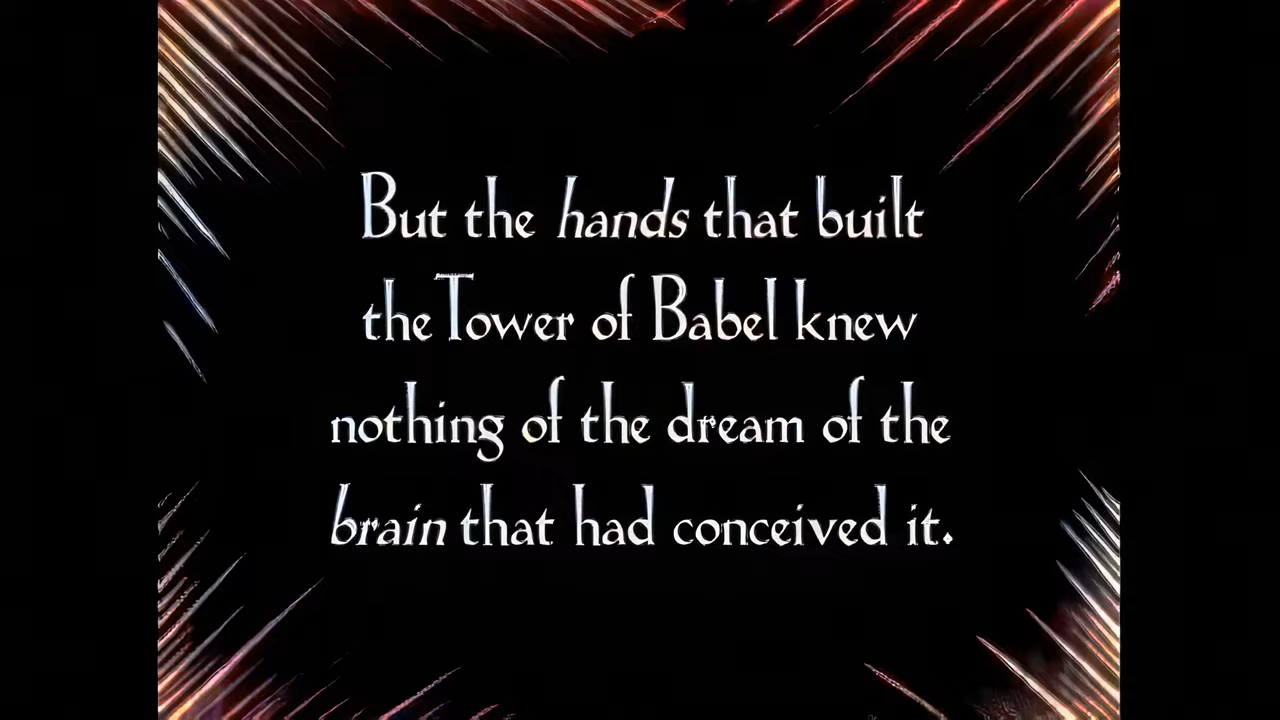 But the hands that built
the Tower of Babel knew
nothing of the dream of the
brain that had conceived it.